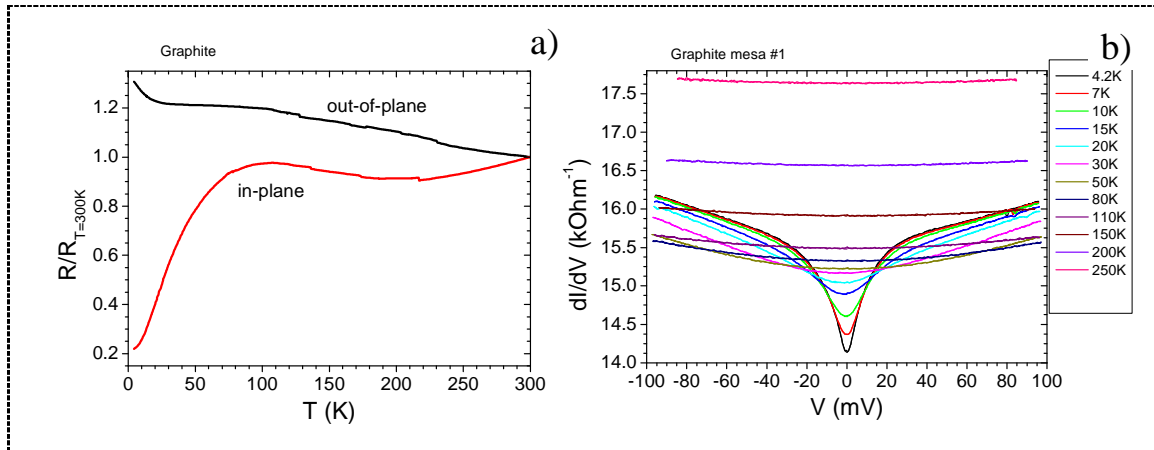 Graphite
a)
1.2
1.0
0.8
0.6
0.4
0.2
R/R_{T=300K}
out-of-plane
in-plane
0
50
100
150
200
250
300
T (K)
Graphite mesa #1
b)
17.5
17.0
16.5
16.0
15.5
15.0
14.5
14.0
dI/dV (kOhm⁻¹)
-100 -80 -60 -40 -20 0 20 40 60 80 100
V (mV)
4.2K
7K
10K
15K
20K
30K
50K
80K
110K
150K
200K
250K